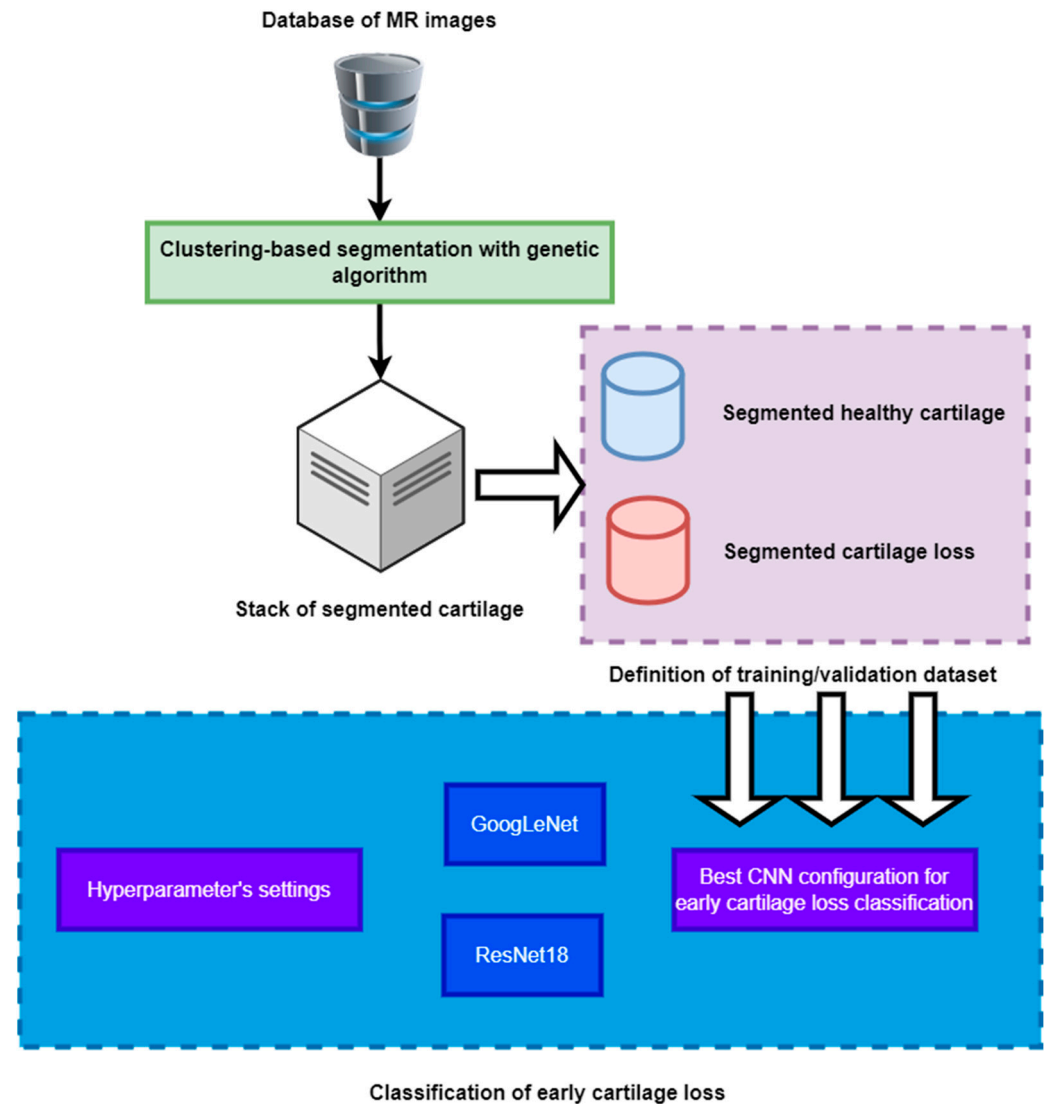 Database of MR images
Clustering-based segmentation with genetic
algorithm
Segmented healthy cartilage
Segmented cartilage loss
Stack of segmented cartilage
Definition of training/validation dataset
GoogLeNet
Hyperparameter's settings
Best CNN configuration for
early cartilage loss classification
ResNet18
Classification of early cartilage loss